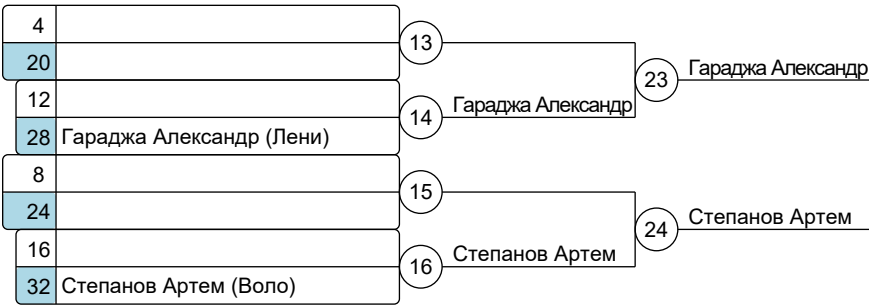 4
13
20
23 Гараджа Александр
12
14 Гараджа Александр
28 Гараджа Александр (Лени)
8
15
24
24 Степанов Артем
16
16 Степанов Артем
32 Степанов Артем (Воло)